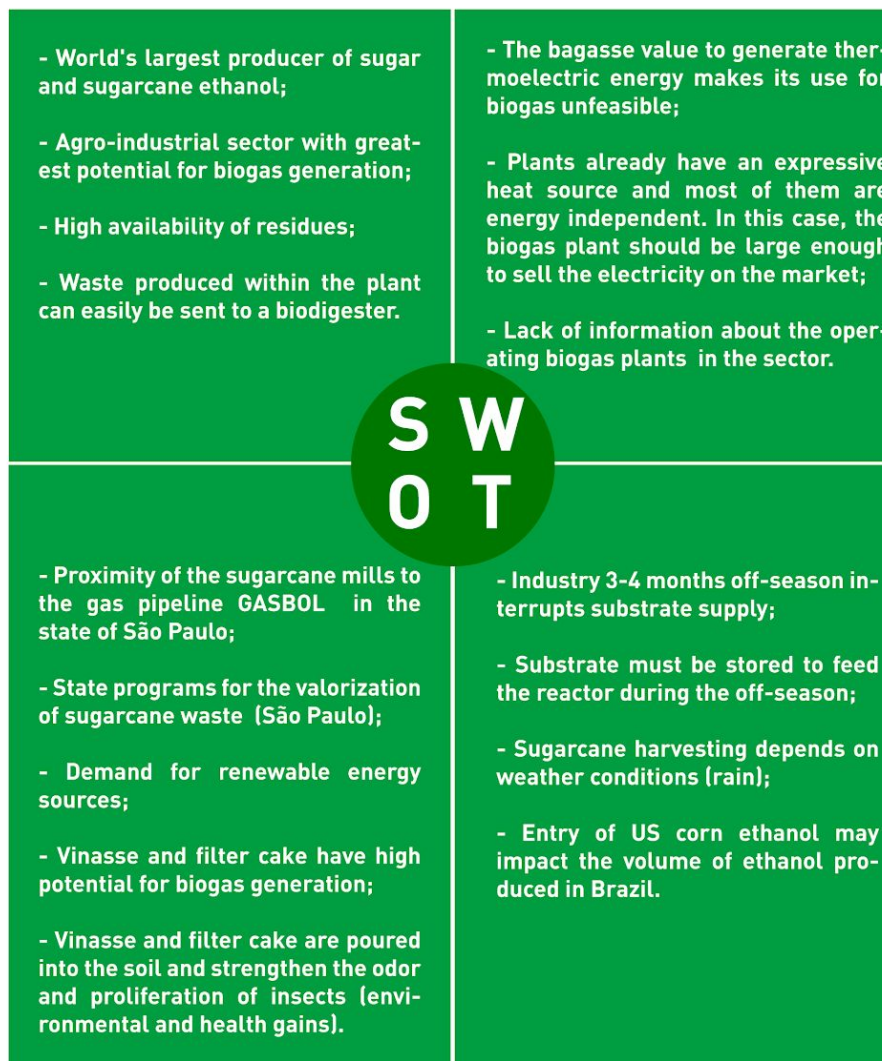 - World's largest producer of sugar
and sugarcane ethanol;
- Agro-industrial sector with great-
est potential for biogas generation;
- High availability of residues;
- Waste produced within the plant
can easily be sent to a biodigester.
- The bagasse value to generate ther-
moelectric energy makes its use for
biogas unfeasible;
- Plants already have an expressive
heat source and most of them are
energy independent. In this case, the
biogas plant should be large enough
to sell the electricity on the market;
- Lack of information about the oper-
ating biogas plants in the sector.
S W
O T
- Proximity of the sugarcane mills to
the gas pipeline GASBOL in the
state of São Paulo;
- State programs for the valorization
of sugarcane waste (São Paulo);
- Demand for renewable energy
sources;
- Vinasse and filter cake have high
potential for biogas generation;
- Vinasse and filter cake are poured
into the soil and strengthen the odor
and proliferation of insects (envi-
ronmental and health gains).
- Industry 3-4 months off-season in-
terrupts substrate supply;
- Substrate must be stored to feed
the reactor during the off-season;
- Sugarcane harvesting depends on
weather conditions (rain);
- Entry of US corn ethanol may
impact the volume of ethanol pro-
duced in Brazil.